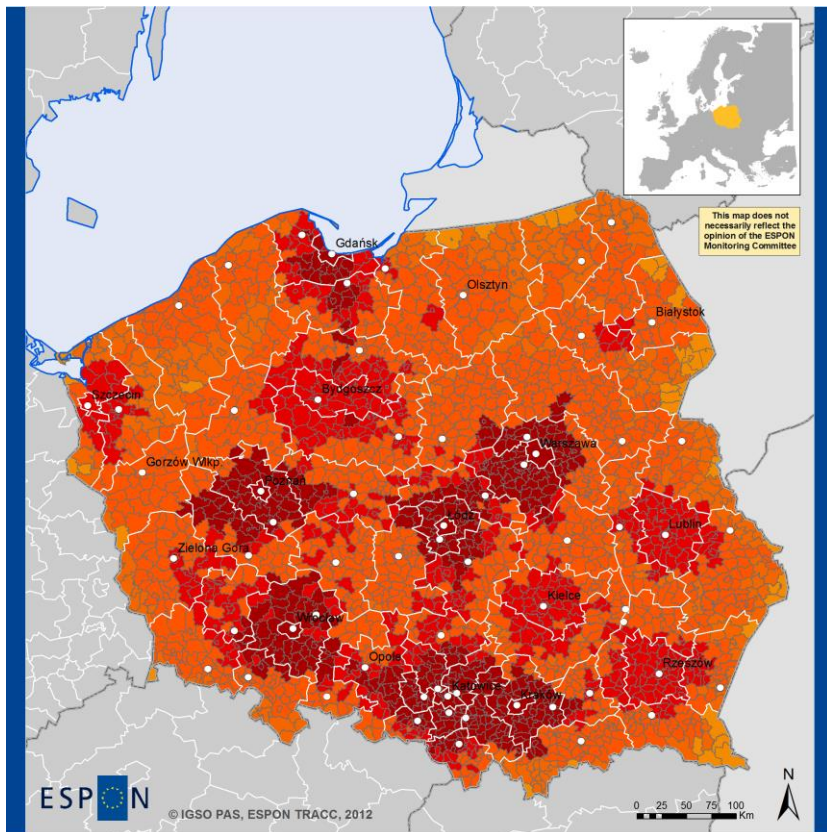 This map does not
necessarily reflect the
opinion of the ESPON
Monitoring Committee
Gdańsk
Olsztyn
Białystok
Szczecin
Bydgoszcz
Gorzów Wlkp.
Poznań
Warszawa
Zielona Góra
Łódź
Lublin
Wrocław
Kielce
Opole
Katowice
Kraków
Rzeszów
ESPON
© IGSO PAS, ESPON TRACC, 2012
N
0 25 50 75 100
Km